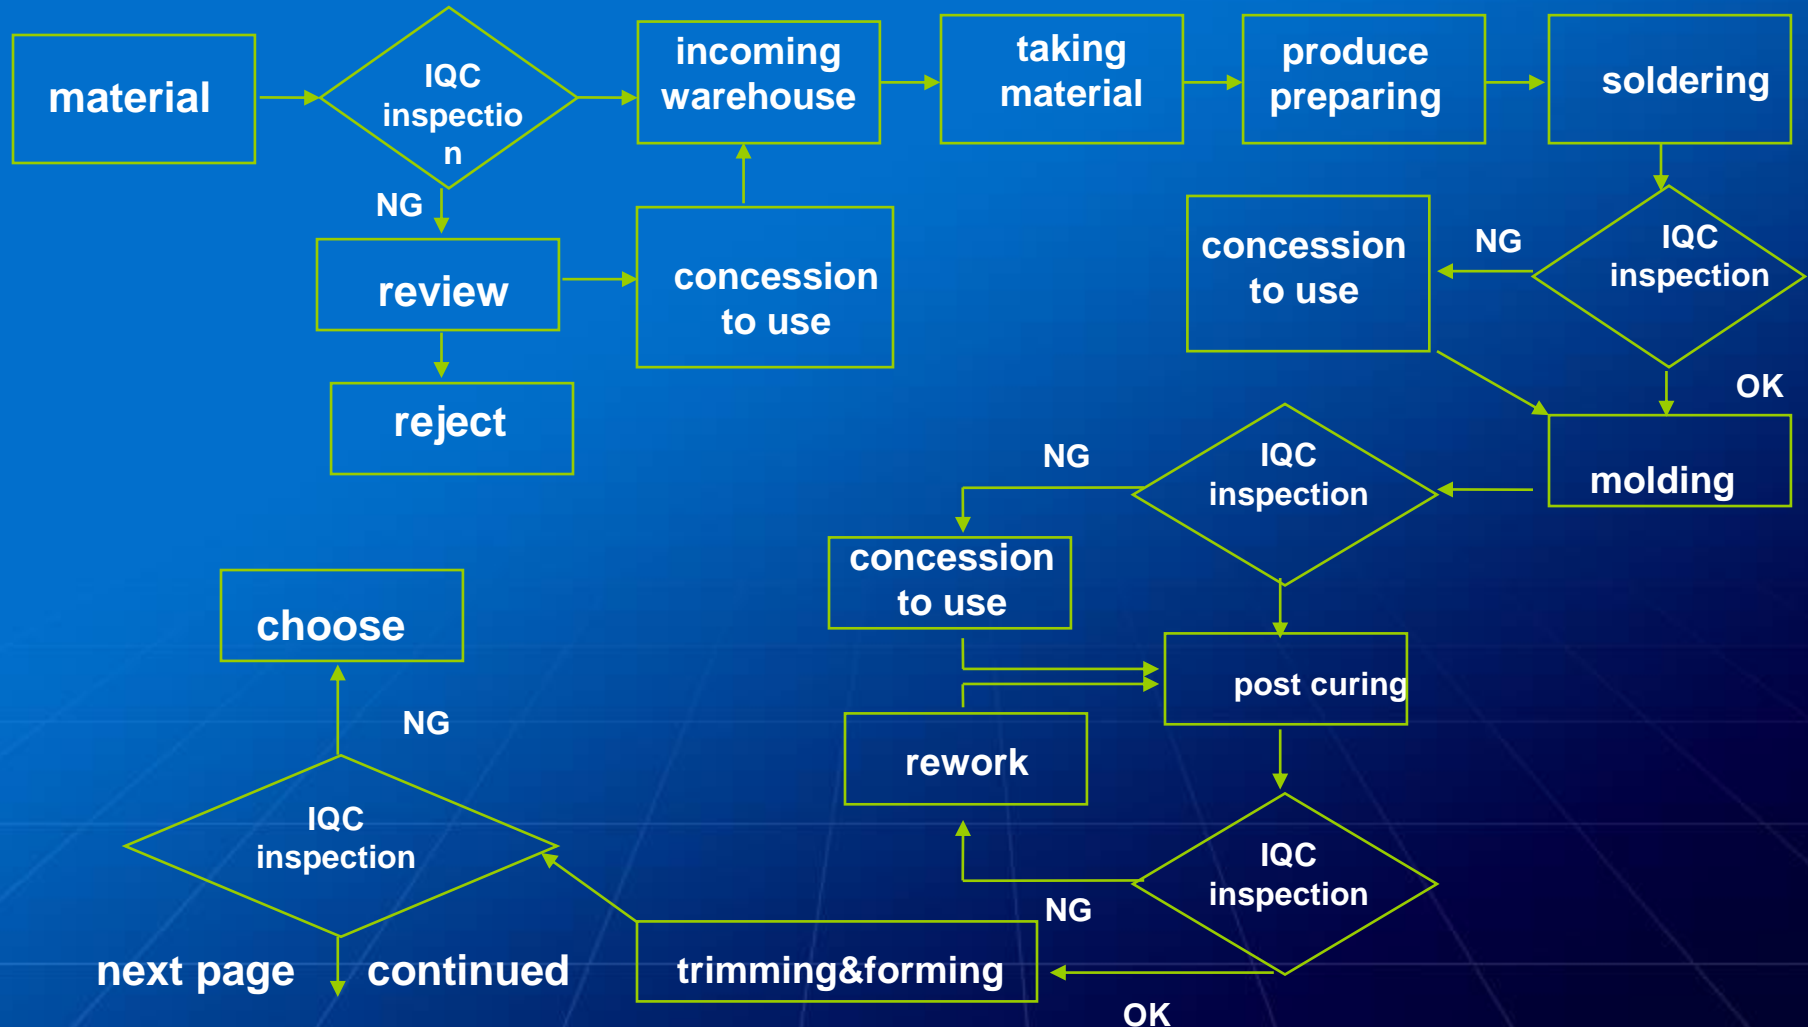 material
IQC
inspectio
n
incoming
warehouse
taking
material
produce
preparing
soldering
NG
review
concession
to use
reject
concession
to use
NG
IQC
inspection
OK
molding
IQC
inspection
NG
concession
to use
post curing
rework
IQC
inspection
NG
OK
trimming&forming
choose
NG
IQC
inspection
next page continued